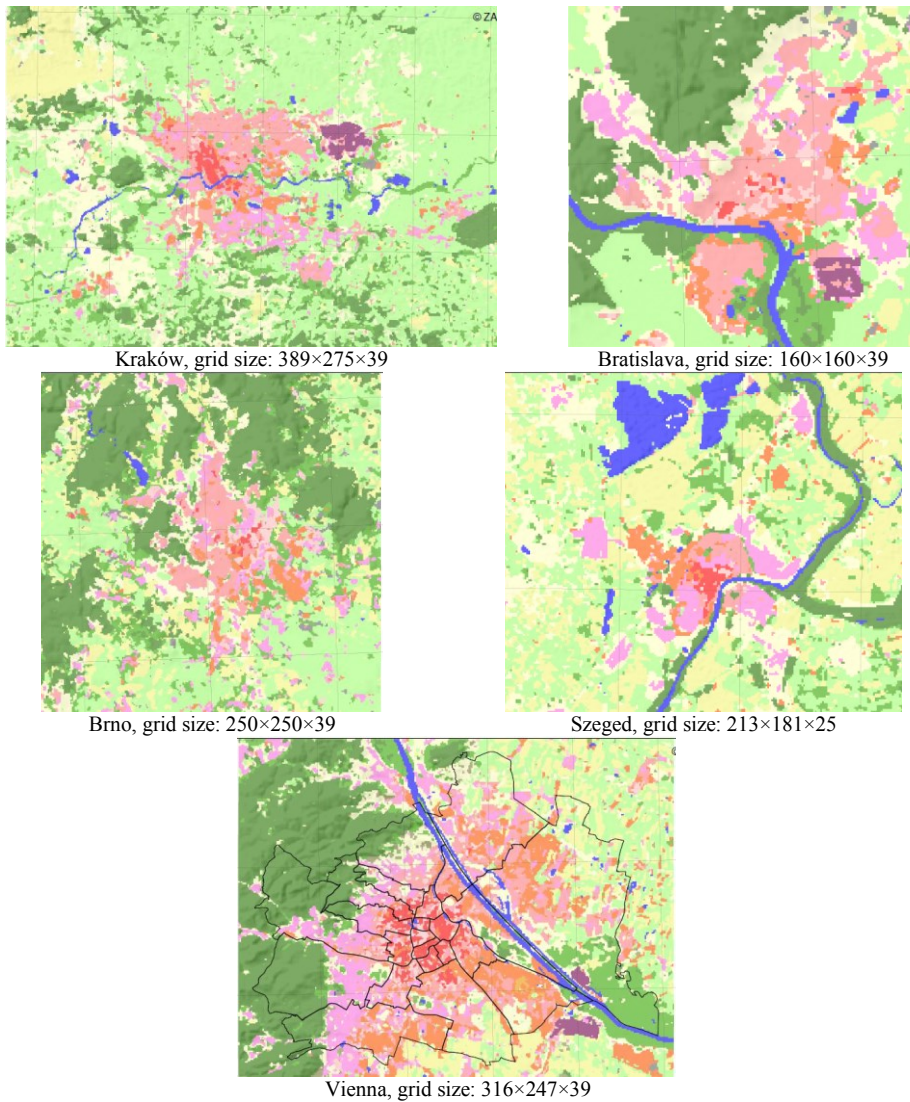 © ZA
Kraków, grid size: 389×275×39
Bratislava, grid size: 160×160×39
Brno, grid size: 250×250×39
Szeged, grid size: 213×181×25
Vienna, grid size: 316×247×39